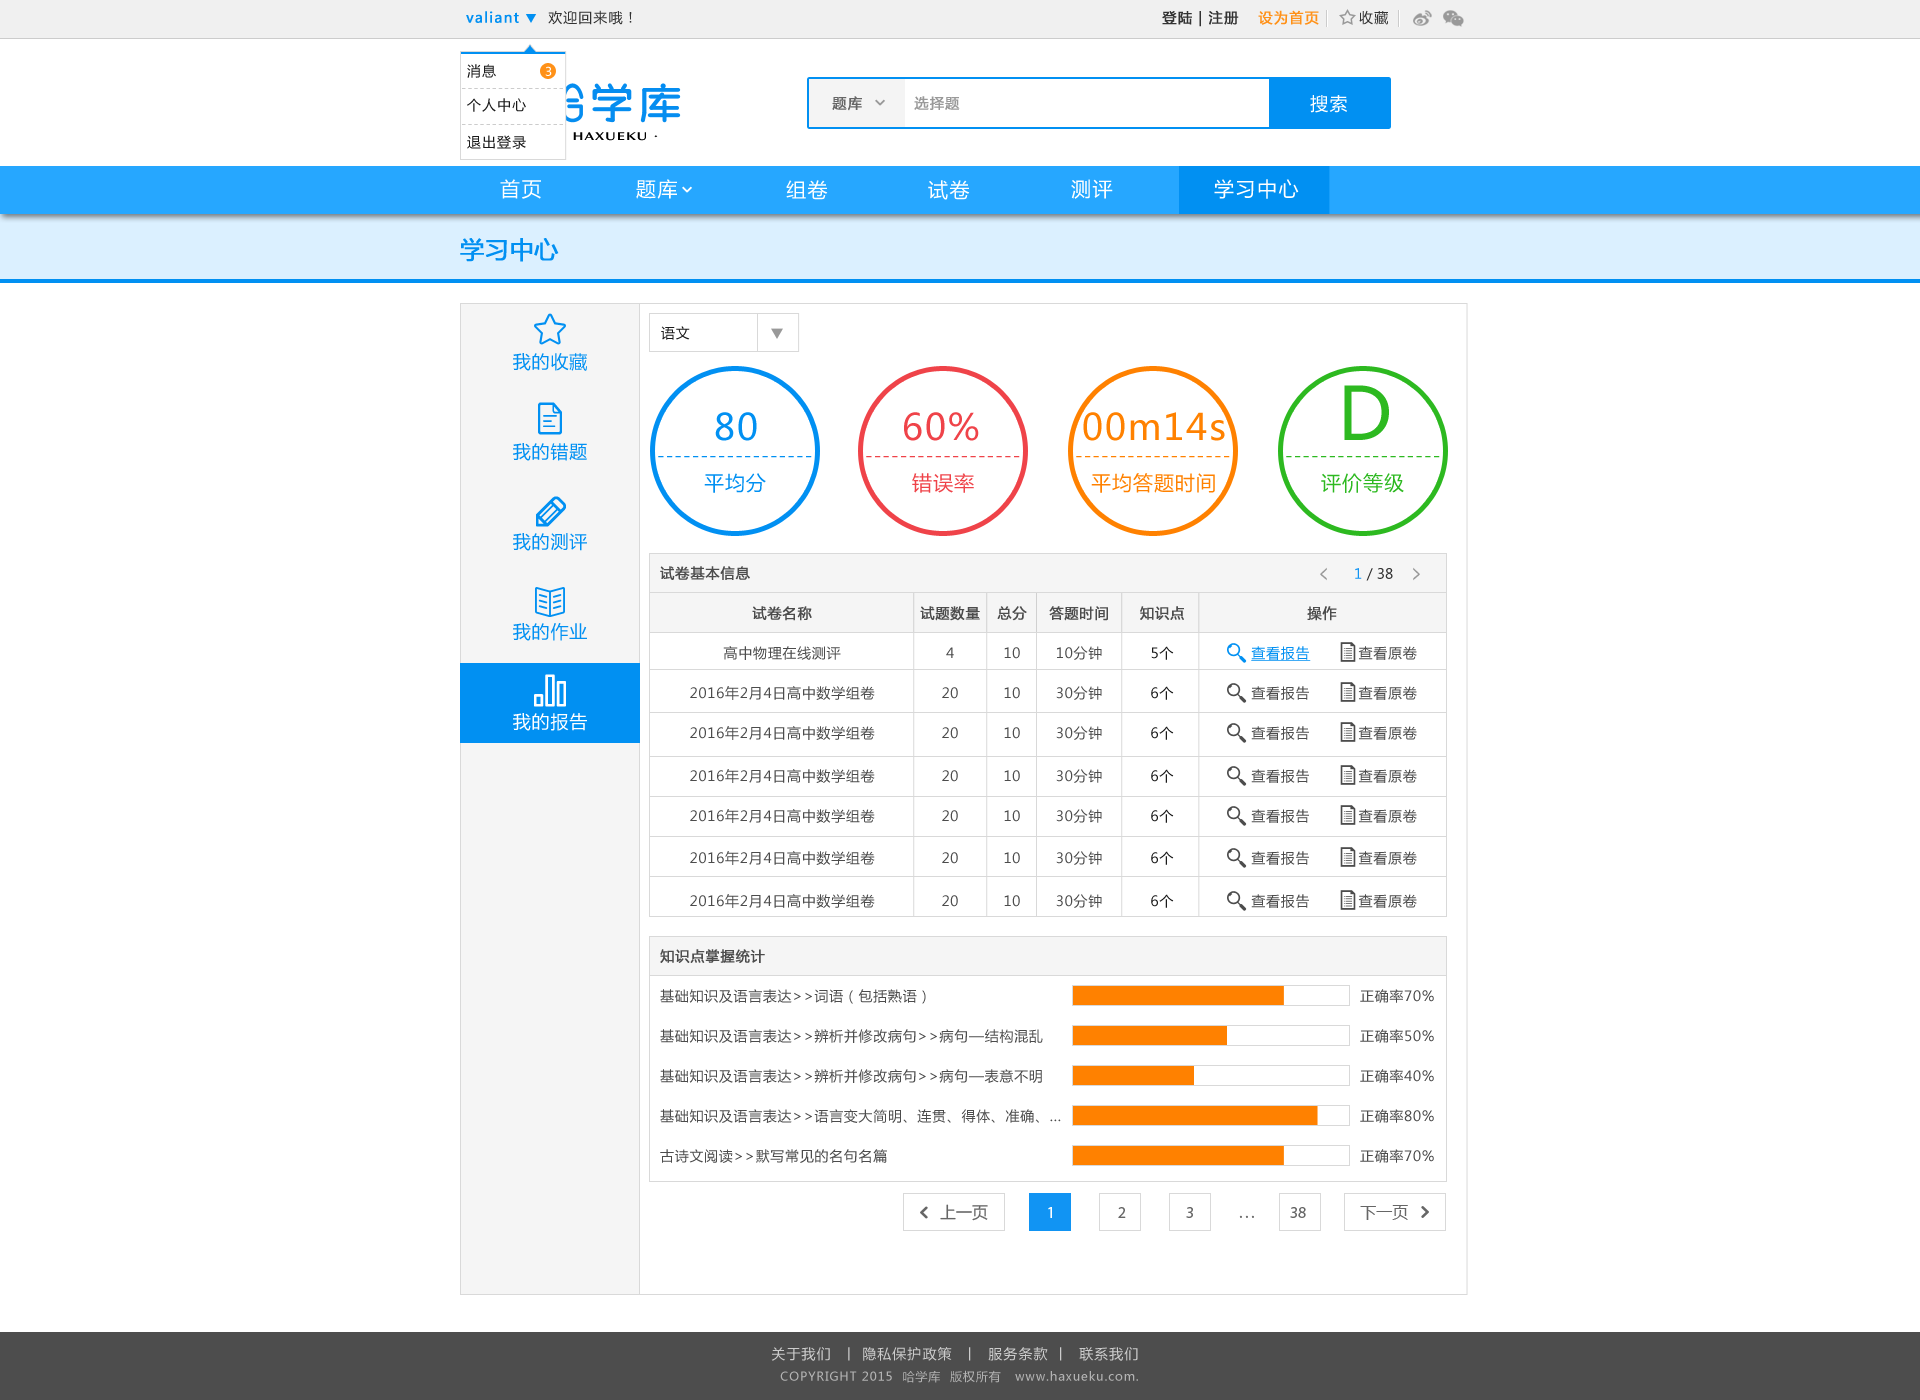 valiant ▼ 欢迎回来哦！ 登陆 | 注册 设为首页 收藏
消息 3
个人中心
退出登录
哈学库
HAXUEKU ·
题库 选择题 搜索
首页 题库 组卷 试卷 测评 学习中心
学习中心
我的收藏
我的错题
我的测评
我的作业
我的报告
语文 ▼
80 60% 00m14s D
平均分 错误率 平均答题时间 评价等级
试卷基本信息 < 1 / 38 >
试卷名称 试题数量 总分 答题时间 知识点 操作
高中物理在线测评 4 10 10分钟 5个 查看报告 查看原卷
2016年2月4日高中数学组卷 20 10 30分钟 6个 查看报告 查看原卷
2016年2月4日高中数学组卷 20 10 30分钟 6个 查看报告 查看原卷
2016年2月4日高中数学组卷 20 10 30分钟 6个 查看报告 查看原卷
2016年2月4日高中数学组卷 20 10 30分钟 6个 查看报告 查看原卷
2016年2月4日高中数学组卷 20 10 30分钟 6个 查看报告 查看原卷
2016年2月4日高中数学组卷 20 10 30分钟 6个 查看报告 查看原卷
知识点掌握统计
基础知识及语言表达>>词语（包括熟语） 正确率70%
基础知识及语言表达>>辨析并修改病句>>病句—结构混乱 正确率50%
基础知识及语言表达>>辨析并修改病句>>病句—表意不明 正确率40%
基础知识及语言表达>>语言变大简明、连贯、得体、准确、... 正确率80%
古诗文阅读>>默写常见的名句名篇 正确率70%
上一页 1 2 3 ... 38 下一页
关于我们 | 隐私保护政策 | 服务条款 | 联系我们
COPYRIGHT 2015 哈学库 版权所有 www.haxueku.com.